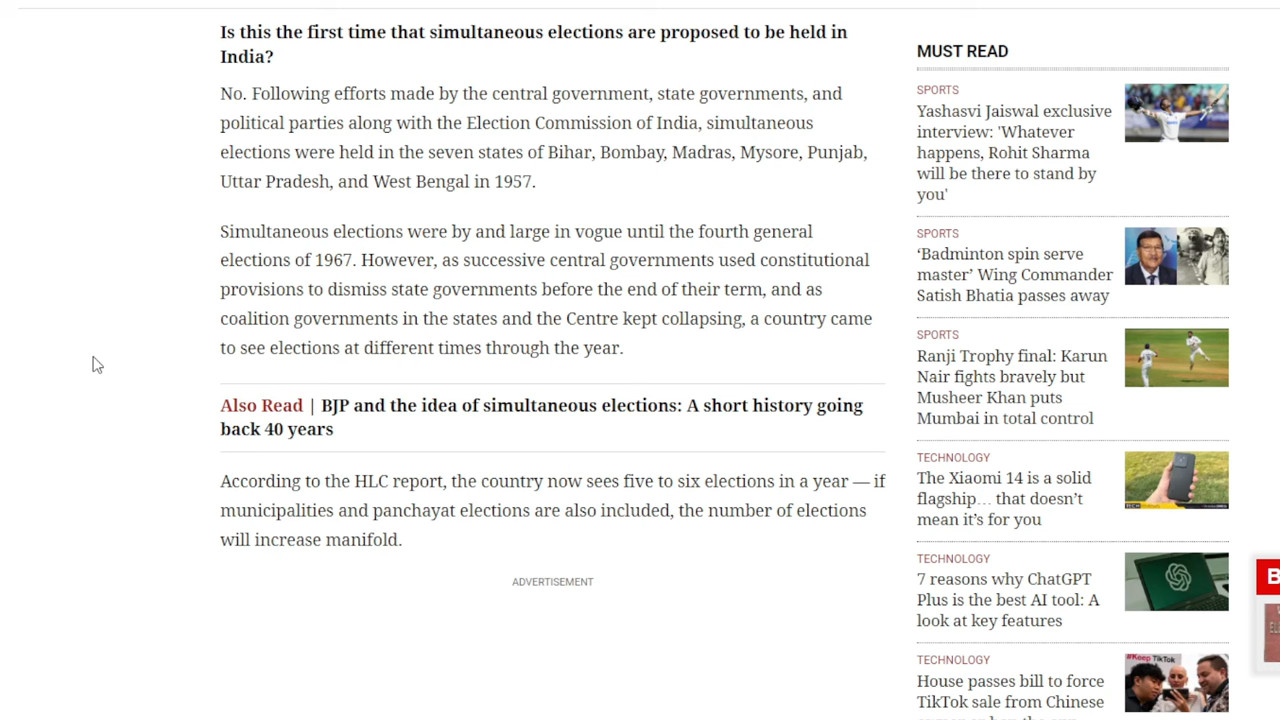 Is this the first time that simultaneous elections are proposed to be held in
India?
No. Following efforts made by the central government, state governments, and
political parties along with the Election Commission of India, simultaneous
elections were held in the seven states of Bihar, Bombay, Madras, Mysore, Punjab,
Uttar Pradesh, and West Bengal in 1957.
Simultaneous elections were by and large in vogue until the fourth general
elections of 1967. However, as successive central governments used constitutional
provisions to dismiss state governments before the end of their term, and as
coalition governments in the states and the Centre kept collapsing, a country came
to see elections at different times through the year.
Also Read | BJP and the idea of simultaneous elections: A short history going
back 40 years
According to the HLC report, the country now sees five to six elections in a year — if
municipalities and panchayat elections are also included, the number of elections
will increase manifold.
ADVERTISEMENT
MUST READ
SPORTS
Yashasvi Jaiswal exclusive
interview: 'Whatever
happens, Rohit Sharma
will be there to stand by
you'
SPORTS
‘Badminton spin serve
master’ Wing Commander
Satish Bhatia passes away
SPORTS
Ranji Trophy final: Karun
Nair fights bravely but
Musheer Khan puts
Mumbai in total control
TECHNOLOGY
The Xiaomi 14 is a solid
flagship… that doesn’t
mean it’s for you
TECHNOLOGY
7 reasons why ChatGPT
Plus is the best AI tool: A
look at key features
TECHNOLOGY
House passes bill to force
TikTok sale from Chinese
#Keep TikTok